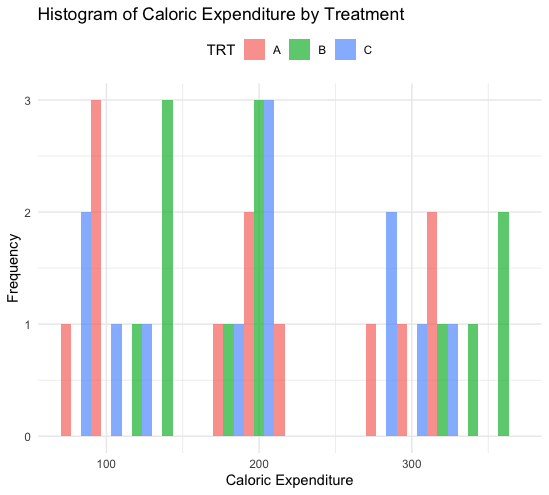 Histogram of Caloric Expenditure by Treatment
TRT A B C
3
2
1
0
Frequency
100 200 300
Caloric Expenditure